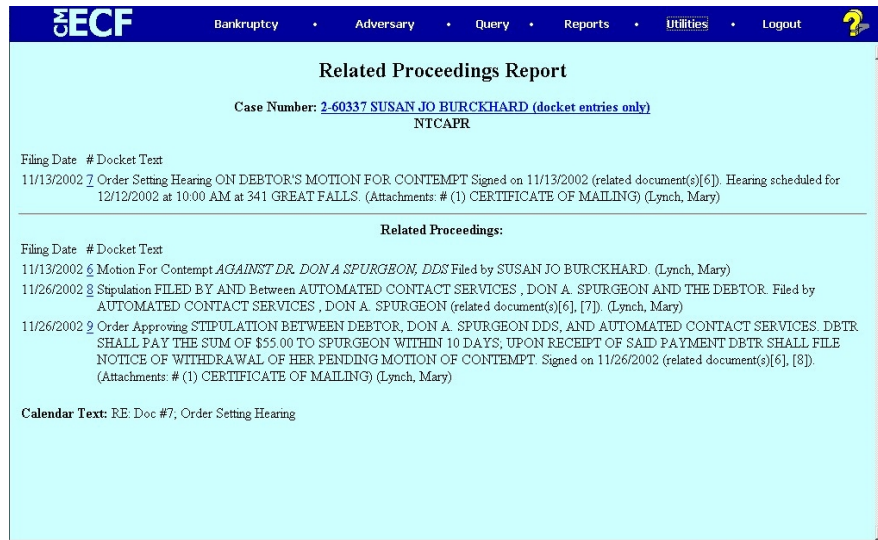 CM ECF Bankruptcy • Adversary • Query • Reports • Utilities • Logout ?
Related Proceedings Report
Case Number: 2-60337 SUSAN JO BURCKHARD (docket entries only)
NTCAPR
Filing Date # Docket Text
11/13/2002 7 Order Setting Hearing ON DEBTOR'S MOTION FOR CONTEMPT Signed on 11/13/2002 (related document(s)[6]). Hearing scheduled for
12/12/2002 at 10:00 AM at 341 GREAT FALLS. (Attachments: # (1) CERTIFICATE OF MAILING) (Lynch, Mary)
Related Proceedings:
Filing Date # Docket Text
11/13/2002 6 Motion For Contempt AGAINST DR. DON A SPURGEON, DDS Filed by SUSAN JO BURCKHARD. (Lynch, Mary)
11/26/2002 8 Stipulation FILED BY AND Between AUTOMATED CONTACT SERVICES , DON A. SPURGEON AND THE DEBTOR. Filed by
AUTOMATED CONTACT SERVICES , DON A. SPURGEON (related document(s)[6], [7]). (Lynch, Mary)
11/26/2002 9 Order Approving STIPULATION BETWEEN DEBTOR, DON A. SPURGEON DDS, AND AUTOMATED CONTACT SERVICES. DBTR
SHALL PAY THE SUM OF $55.00 TO SPURGEON WITHIN 10 DAYS; UPON RECEIPT OF SAID PAYMENT DBTR SHALL FILE
NOTICE OF WITHDRAWAL OF HER PENDING MOTION OF CONTEMPT. Signed on 11/26/2002 (related document(s)[6], [8]).
(Attachments: # (1) CERTIFICATE OF MAILING) (Lynch, Mary)
Calendar Text: RE: Doc #7; Order Setting Hearing